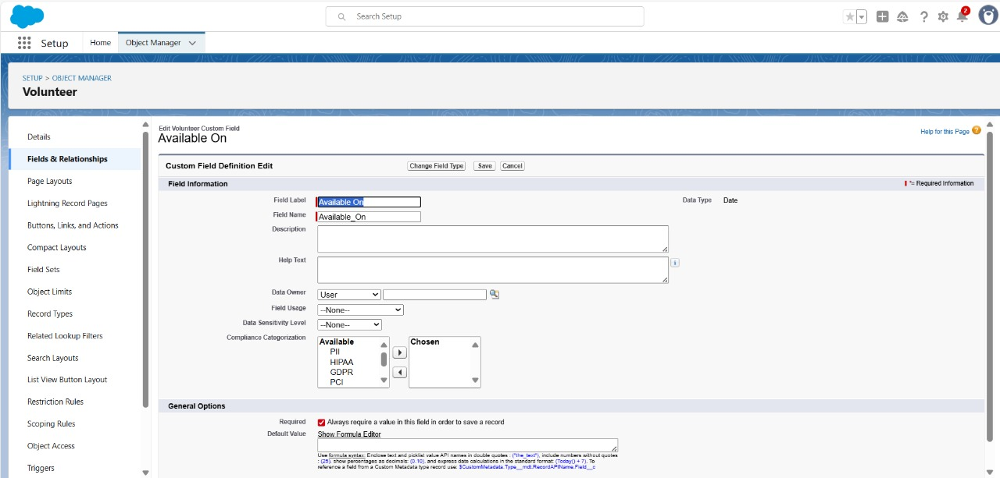 Search Setup
2
Setup
Home
Object Manager
SETUP > OBJECT MANAGER
Volunteer
Details
Fields & Relationships
Page Layouts
Lightning Record Pages
Buttons, Links, and Actions
Compact Layouts
Field Sets
Object Limits
Record Types
Related Lookup Filters
Search Layouts
List View Button Layout
Restriction Rules
Scoping Rules
Object Access
Triggers
Edit Volunteer Custom Field
Available On
Help for this Page ?
Custom Field Definition Edit
Change Field Type
Save
Cancel
Field Information
= Required Information
Field Label Available On
Data Type Date
Field Name Available_On
Description
Help Text
i
Data Owner User
Field Usage --None--
Data Sensitivity Level --None--
Compliance Categorization
Available
PII
HIPAA
GDPR
PCI
Chosen
General Options
Required Always require a value in this field in order to save a record
Default Value Show Formula Editor
Use formula syntax: Enclose text and picklist value API names in double quotes : ("the_text"), include numbers without quotes
: (25), show percentages as decimals: (0.10), and express date calculations in the standard format: (Today() + 7). To
reference a field from a Custom Metadata type record use: $CustomMetadata.Type__mdt.RecordAPIName.Field__c